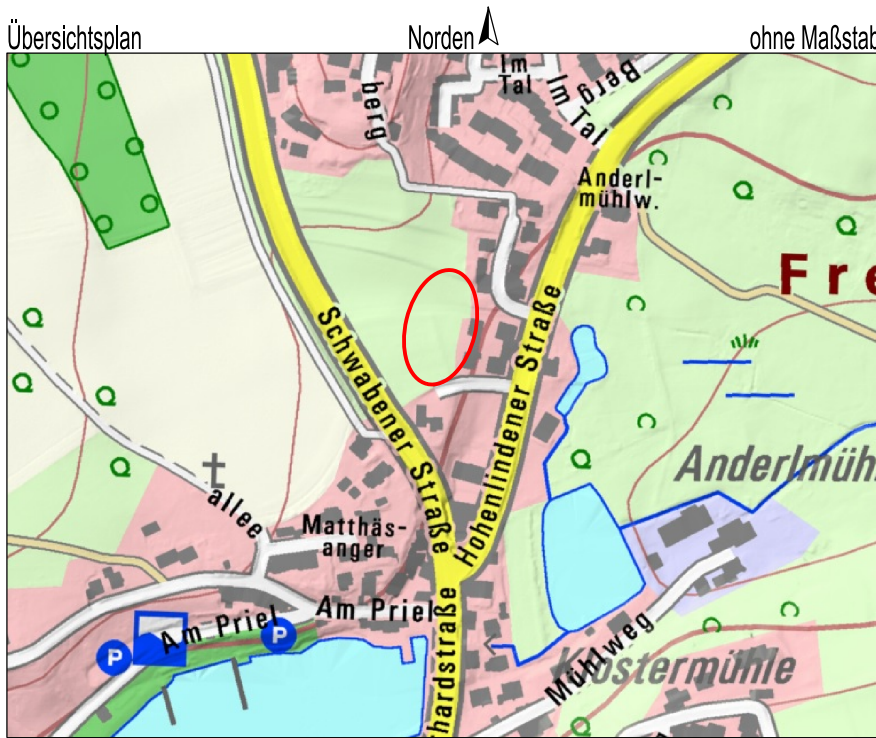 Übersichtsplan
Norden
ohne Maßstab
Im
Tal
berg
Berg
Im Tal
Anderl-
mühlw.
Fre
Schwabener Straße
Hohenlindener Straße
Anderlmüh
allee
Matthäs-
anger
Am Priel
Am Priel
P
P
hardstraße
Mühlweg
Klostermühle